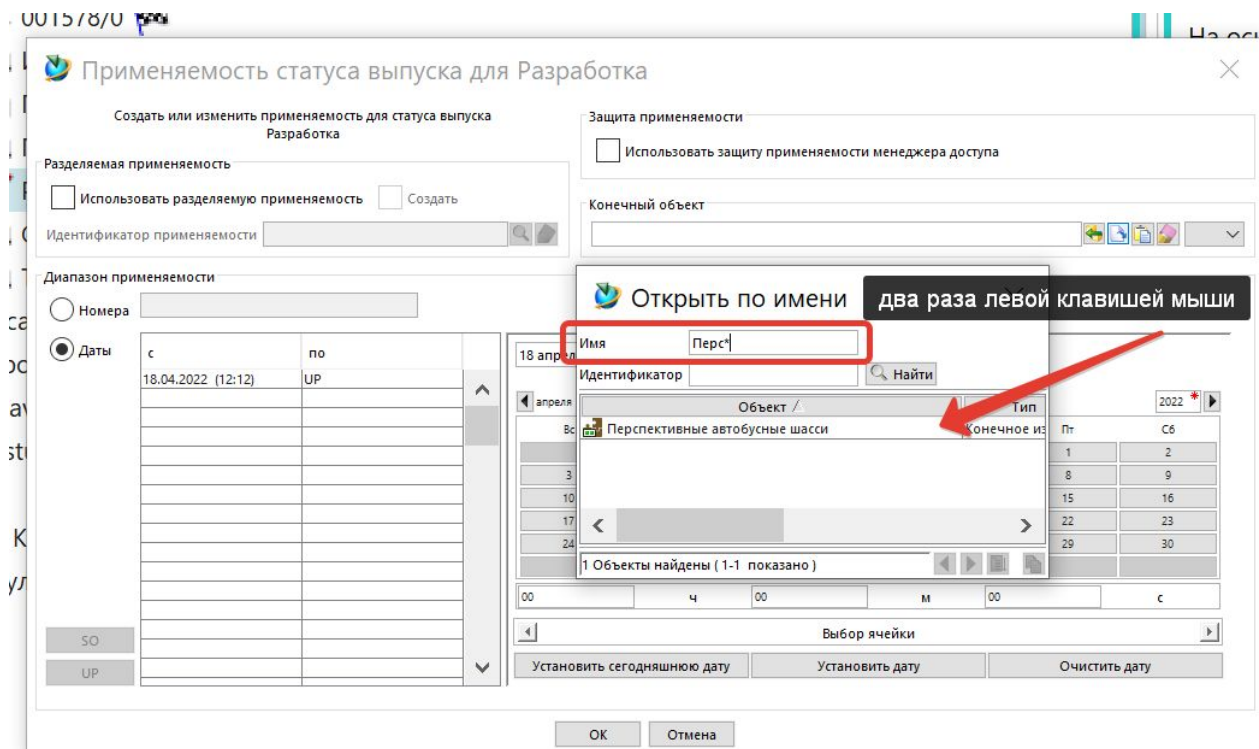 001578/0
На осн
Применяемость статуса выпуска для Разработка
Создать или изменить применяемость для статуса выпуска
Разработка
Разделяемая применяемость
Использовать разделяемую применяемость Создать
Идентификатор применяемости
Защита применяемости
Использовать защиту применяемости менеджера доступа
Конечный объект
Диапазон применяемости
Номера
Даты
с по
18.04.2022 (12:12) UP
SO
UP
Открыть по имени
два раза левой клавишей мыши
Имя Перс*
Идентификатор Найти
Объект Тип
Перспективные автобусные шасси Конечное из
1 Объекты найдены ( 1-1 показано )
18 апрел
апреля 2022 *
Вс Пт Сб
1 2
3 8 9
10 15 16
17 22 23
24 29 30
00 ч 00 м 00 с
Выбор ячейки
Установить сегодняшнюю дату Установить дату Очистить дату
OK Отмена